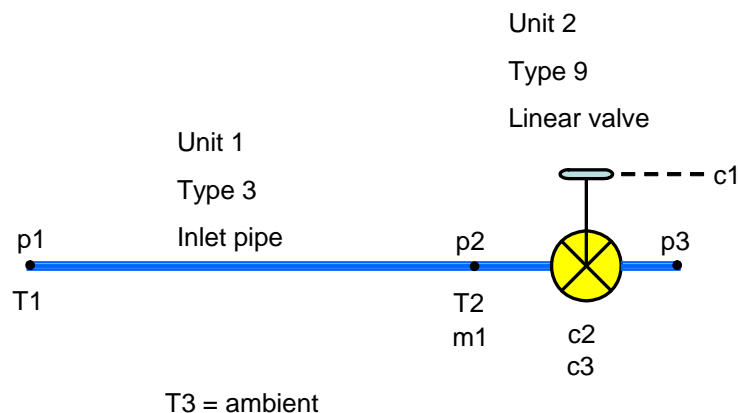 Unit 2
Type 9
Linear valve
Unit 1
Type 3
Inlet pipe
c1
p1
p2
p3
T1
T2
m1
c2
c3
T3 = ambient